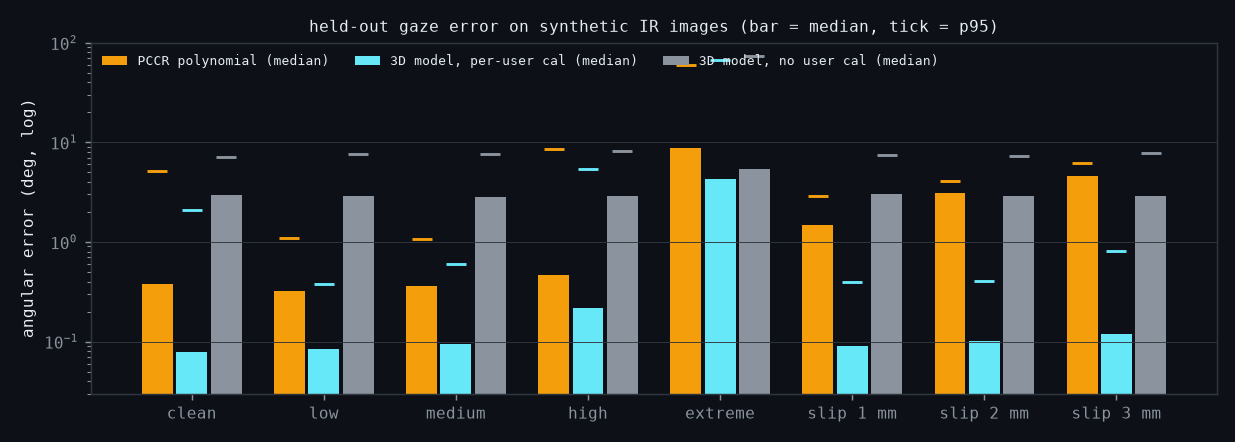 held-out gaze error on synthetic IR images (bar = median, tick = p95)
PCCR polynomial (median) 3D model, per-user cal (median) 3D model, no user cal (median)
angular error (deg, log)
10²
10¹
10⁰
10⁻¹
clean low medium high extreme slip 1 mm slip 2 mm slip 3 mm